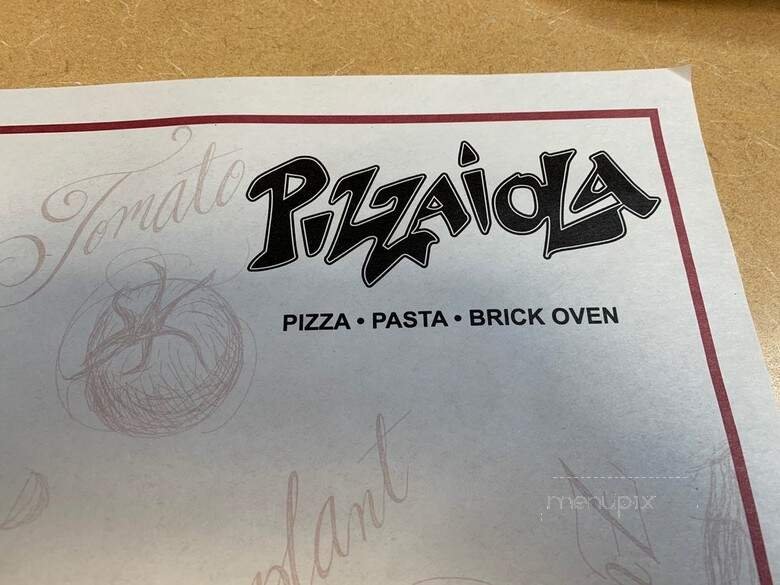 Tomato
PIZZAiOLA
PIZZA • PASTA • BRICK OVEN
plant
menupix